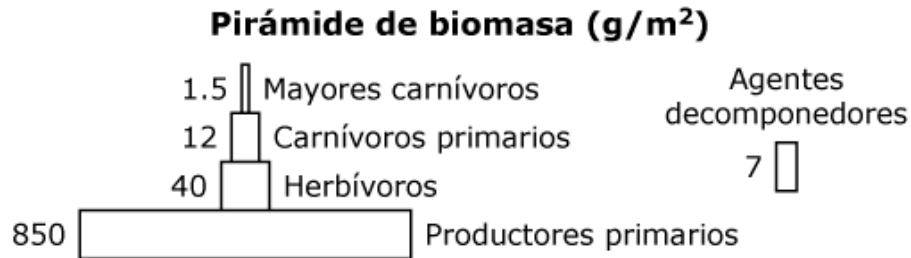 Pirámide de biomasa (g/m²)
1.5 Mayores carnívoros
12 Carnívoros primarios
40 Herbívoros
850 Productores primarios
Agentes
decomponedores
7